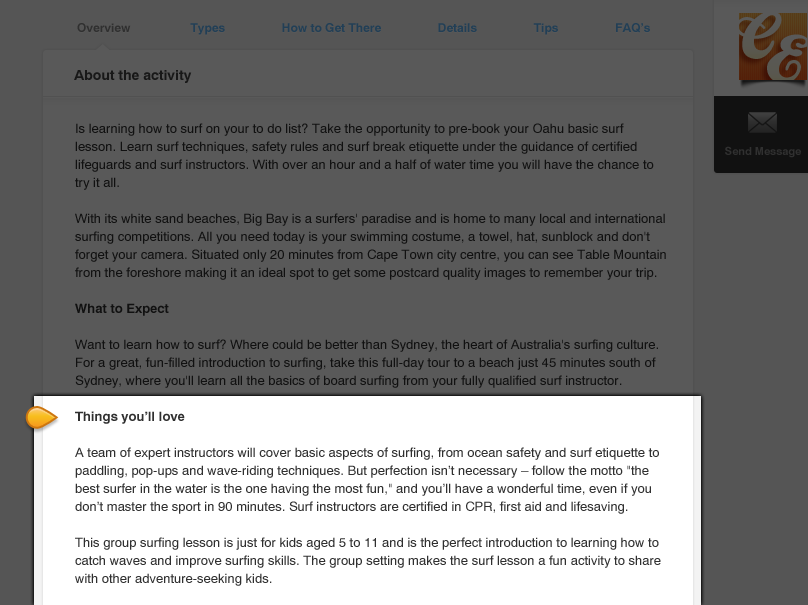 Overview Types How to Get There Details Tips FAQ's
About the activity
Is learning how to surf on your to do list? Take the opportunity to pre-book your Oahu basic surf
lesson. Learn surf techniques, safety rules and surf break etiquette under the guidance of certified
lifeguards and surf instructors. With over an hour and a half of water time you will have the chance to
try it all.
With its white sand beaches, Big Bay is a surfers' paradise and is home to many local and international
surfing competitions. All you need today is your swimming costume, a towel, hat, sunblock and don't
forget your camera. Situated only 20 minutes from Cape Town city centre, you can see Table Mountain
from the foreshore making it an ideal spot to get some postcard quality images to remember your trip.
What to Expect
Want to learn how to surf? Where could be better than Sydney, the heart of Australia's surfing culture.
For a great, fun-filled introduction to surfing, take this full-day tour to a beach just 45 minutes south of
Sydney, where you'll learn all the basics of board surfing from your fully qualified surf instructor.
Things you'll love
A team of expert instructors will cover basic aspects of surfing, from ocean safety and surf etiquette to
paddling, pop-ups and wave-riding techniques. But perfection isn't necessary – follow the motto "the
best surfer in the water is the one having the most fun," and you'll have a wonderful time, even if you
don't master the sport in 90 minutes. Surf instructors are certified in CPR, first aid and lifesaving.
This group surfing lesson is just for kids aged 5 to 11 and is the perfect introduction to learning how to
catch waves and improve surfing skills. The group setting makes the surf lesson a fun activity to share
with other adventure-seeking kids.
CE
Send Message